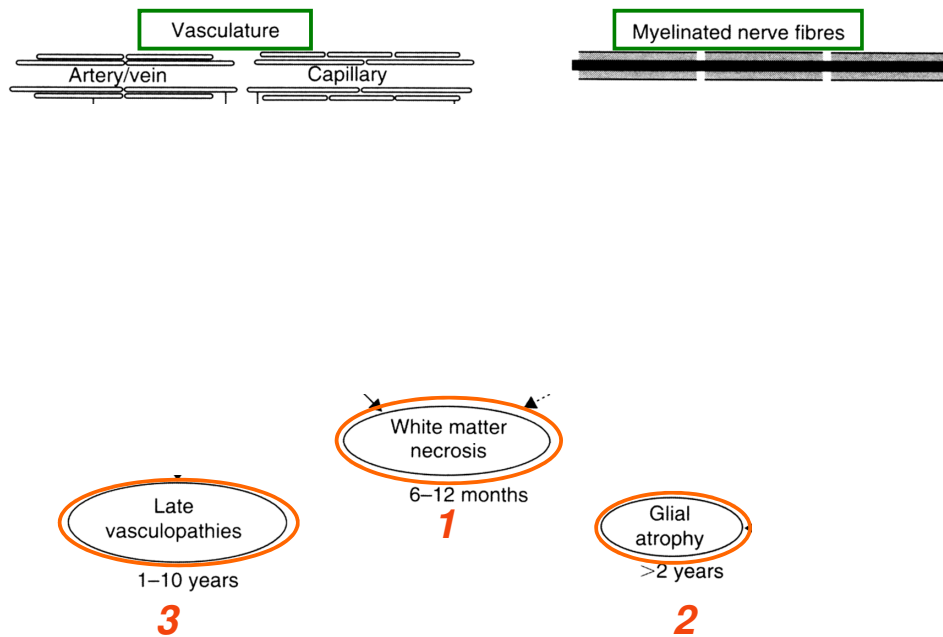 Vasculature
Myelinated nerve fibres
Artery/vein
Capillary
White matter
necrosis
6–12 months
1
Late
vasculopathies
1–10 years
3
Glial
atrophy
>2 years
2